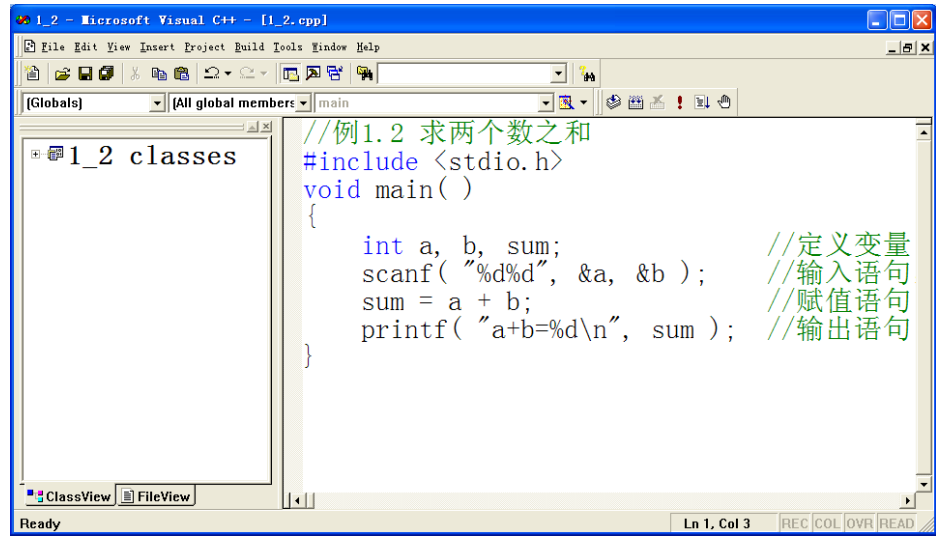 1_2 - Microsoft Visual C++ - [1_2.cpp]
File Edit View Insert Project Build Tools Window Help
[Globals] [All global members main
1_2 classes
//例1.2 求两个数之和
#include <stdio.h>
void main( )
{
int a, b, sum; //定义变量
scanf( "%d%d", &a, &b ); //输入语句
sum = a + b; //赋值语句
printf( "a+b=%d\n", sum ); //输出语句
}
ClassView FileView
Ready Ln 1, Col 3 REC COL OVR READ